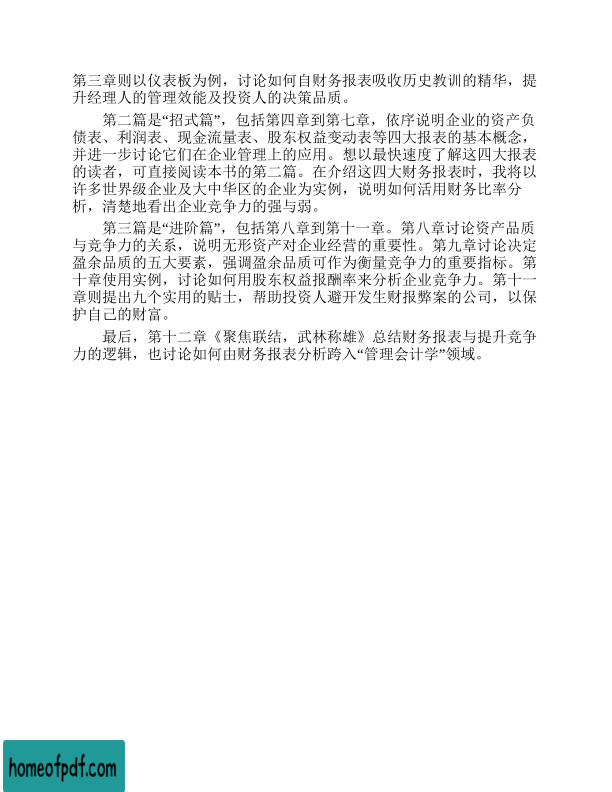 第三章则以仪表板为例，讨论如何自财务报表吸收历史教训的精华，提
升经理人的管理效能及投资人的决策品质。
第二篇是“招式篇”，包括第四章到第七章，依序说明企业的资产负
债表、利润表、现金流量表、股东权益变动表等四大报表的基本概念，
并进一步讨论它们在企业管理上的应用。想以最快速度了解这四大报表
的读者，可直接阅读本书的第二篇。在介绍这四大财务报表时，我将以
许多世界级企业及大中华区的企业为实例，说明如何活用财务比率分
析，清楚地看出企业竞争力的强与弱。
第三篇是“进阶篇”，包括第八章到第十一章。第八章讨论资产品质
与竞争力的关系，说明无形资产对企业经营的重要性。第九章讨论决定
盈余品质的五大要素，强调盈余品质可作为衡量竞争力的重要指标。第
十章使用实例，讨论如何用股东权益报酬率来分析企业竞争力。第十一
章则提出九个实用的贴士，帮助投资人避开发生财报弊案的公司，以保
护自己的财富。
最后，第十二章《聚焦联结，武林称雄》总结财务报表与提升竞争
力的逻辑，也讨论如何由财务报表分析跨入“管理会计学”领域。
homeofpdf.com